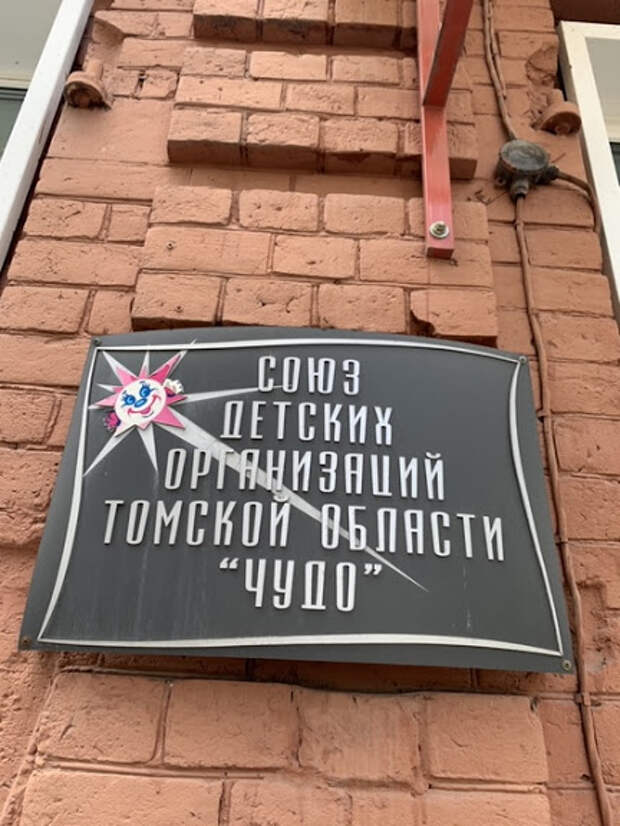 СОЮЗ
ДЕТСКИХ
ОРГАНИЗАЦИЙ
ТОМСКОЙ ОБЛАСТИ
“ЧУДО”